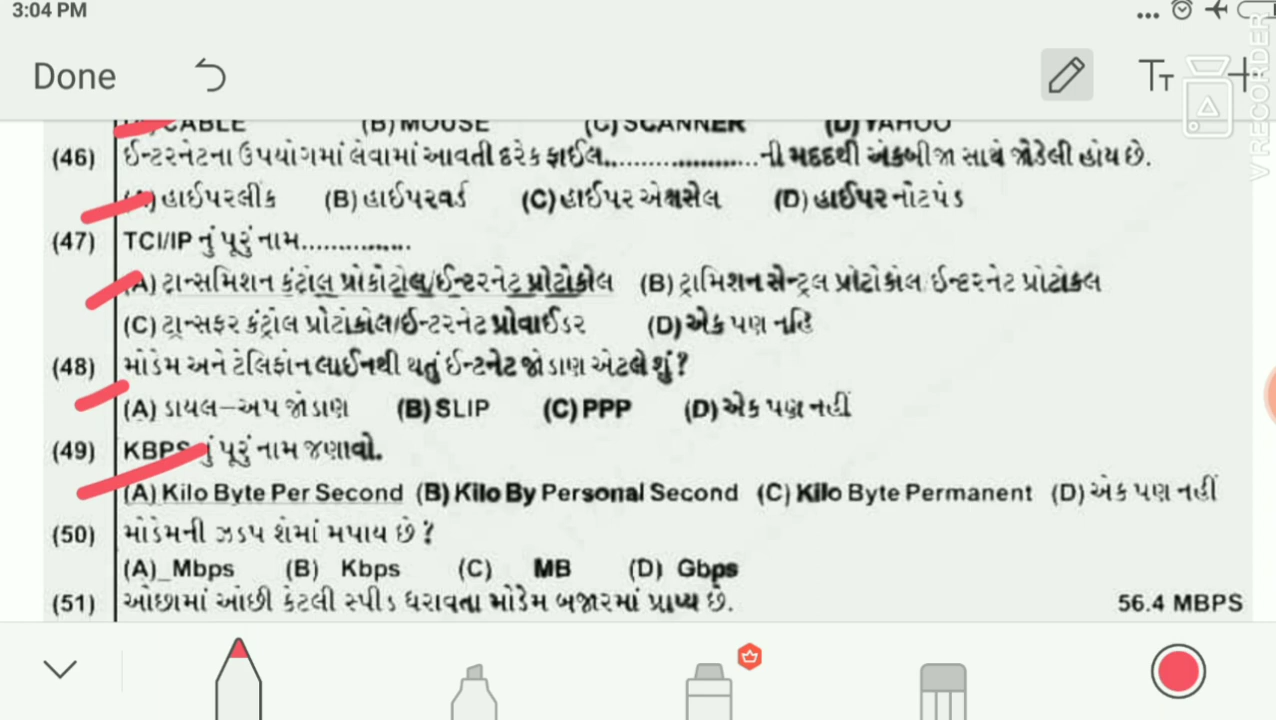 3:04 PM
Done
VRECORDER
CABLE (B) MOUSE (C) SCANNER (D) YAHOO
(46) ઈન્ટરનેટના ઉપયોગમાં લેવામાં આવતી દરેક ફાઈલ..........................ની મદદથી એકબીજા સાથે જોડેલી હોય છે.
(A) હાઈપરલીંક (B) હાઈપરવર્ડ (C) હાઈપર એક્ષસેલ (D) હાઈપર નોટપેડ
(47) TCI/IP નું પૂરું નામ...............
(A) ટ્રાન્સમિશન કંટ્રોલ પ્રોકોટોલ/ઈન્ટરનેટ પ્રોટોકોલ (B) ટ્રામિશન સેન્ટ્રલ પ્રોટોકોલ ઈન્ટરનેટ પ્રોટોકલ
(C) ટ્રાન્સફર કંટ્રોલ પ્રોટોકોલ/ઈન્ટરનેટ પ્રોવાઈડર (D) એક પણ નહિ
(48) મોડેમ અને ટેલિફોન લાઈનથી થતું ઈન્ટનેટ જોડાણ એટલે શું?
(A) ડાયલ–અપ જોડાણ (B) SLIP (C) PPP (D) એક પણ નહીં
(49) KBPS નું પૂરું નામ જણાવો.
(A) Kilo Byte Per Second (B) Kilo By Personal Second (C) Kilo Byte Permanent (D) એક પણ નહીં
(50) મોડેમની ઝડપ શેમાં મપાય છે?
(A)_Mbps (B) Kbps (C) MB (D) Gbps
(51) ઓછામાં ઓછી કેટલી સ્પીડ ધરાવતા મોડેમ બજારમાં પ્રાપ્ય છે. 56.4 MBPS